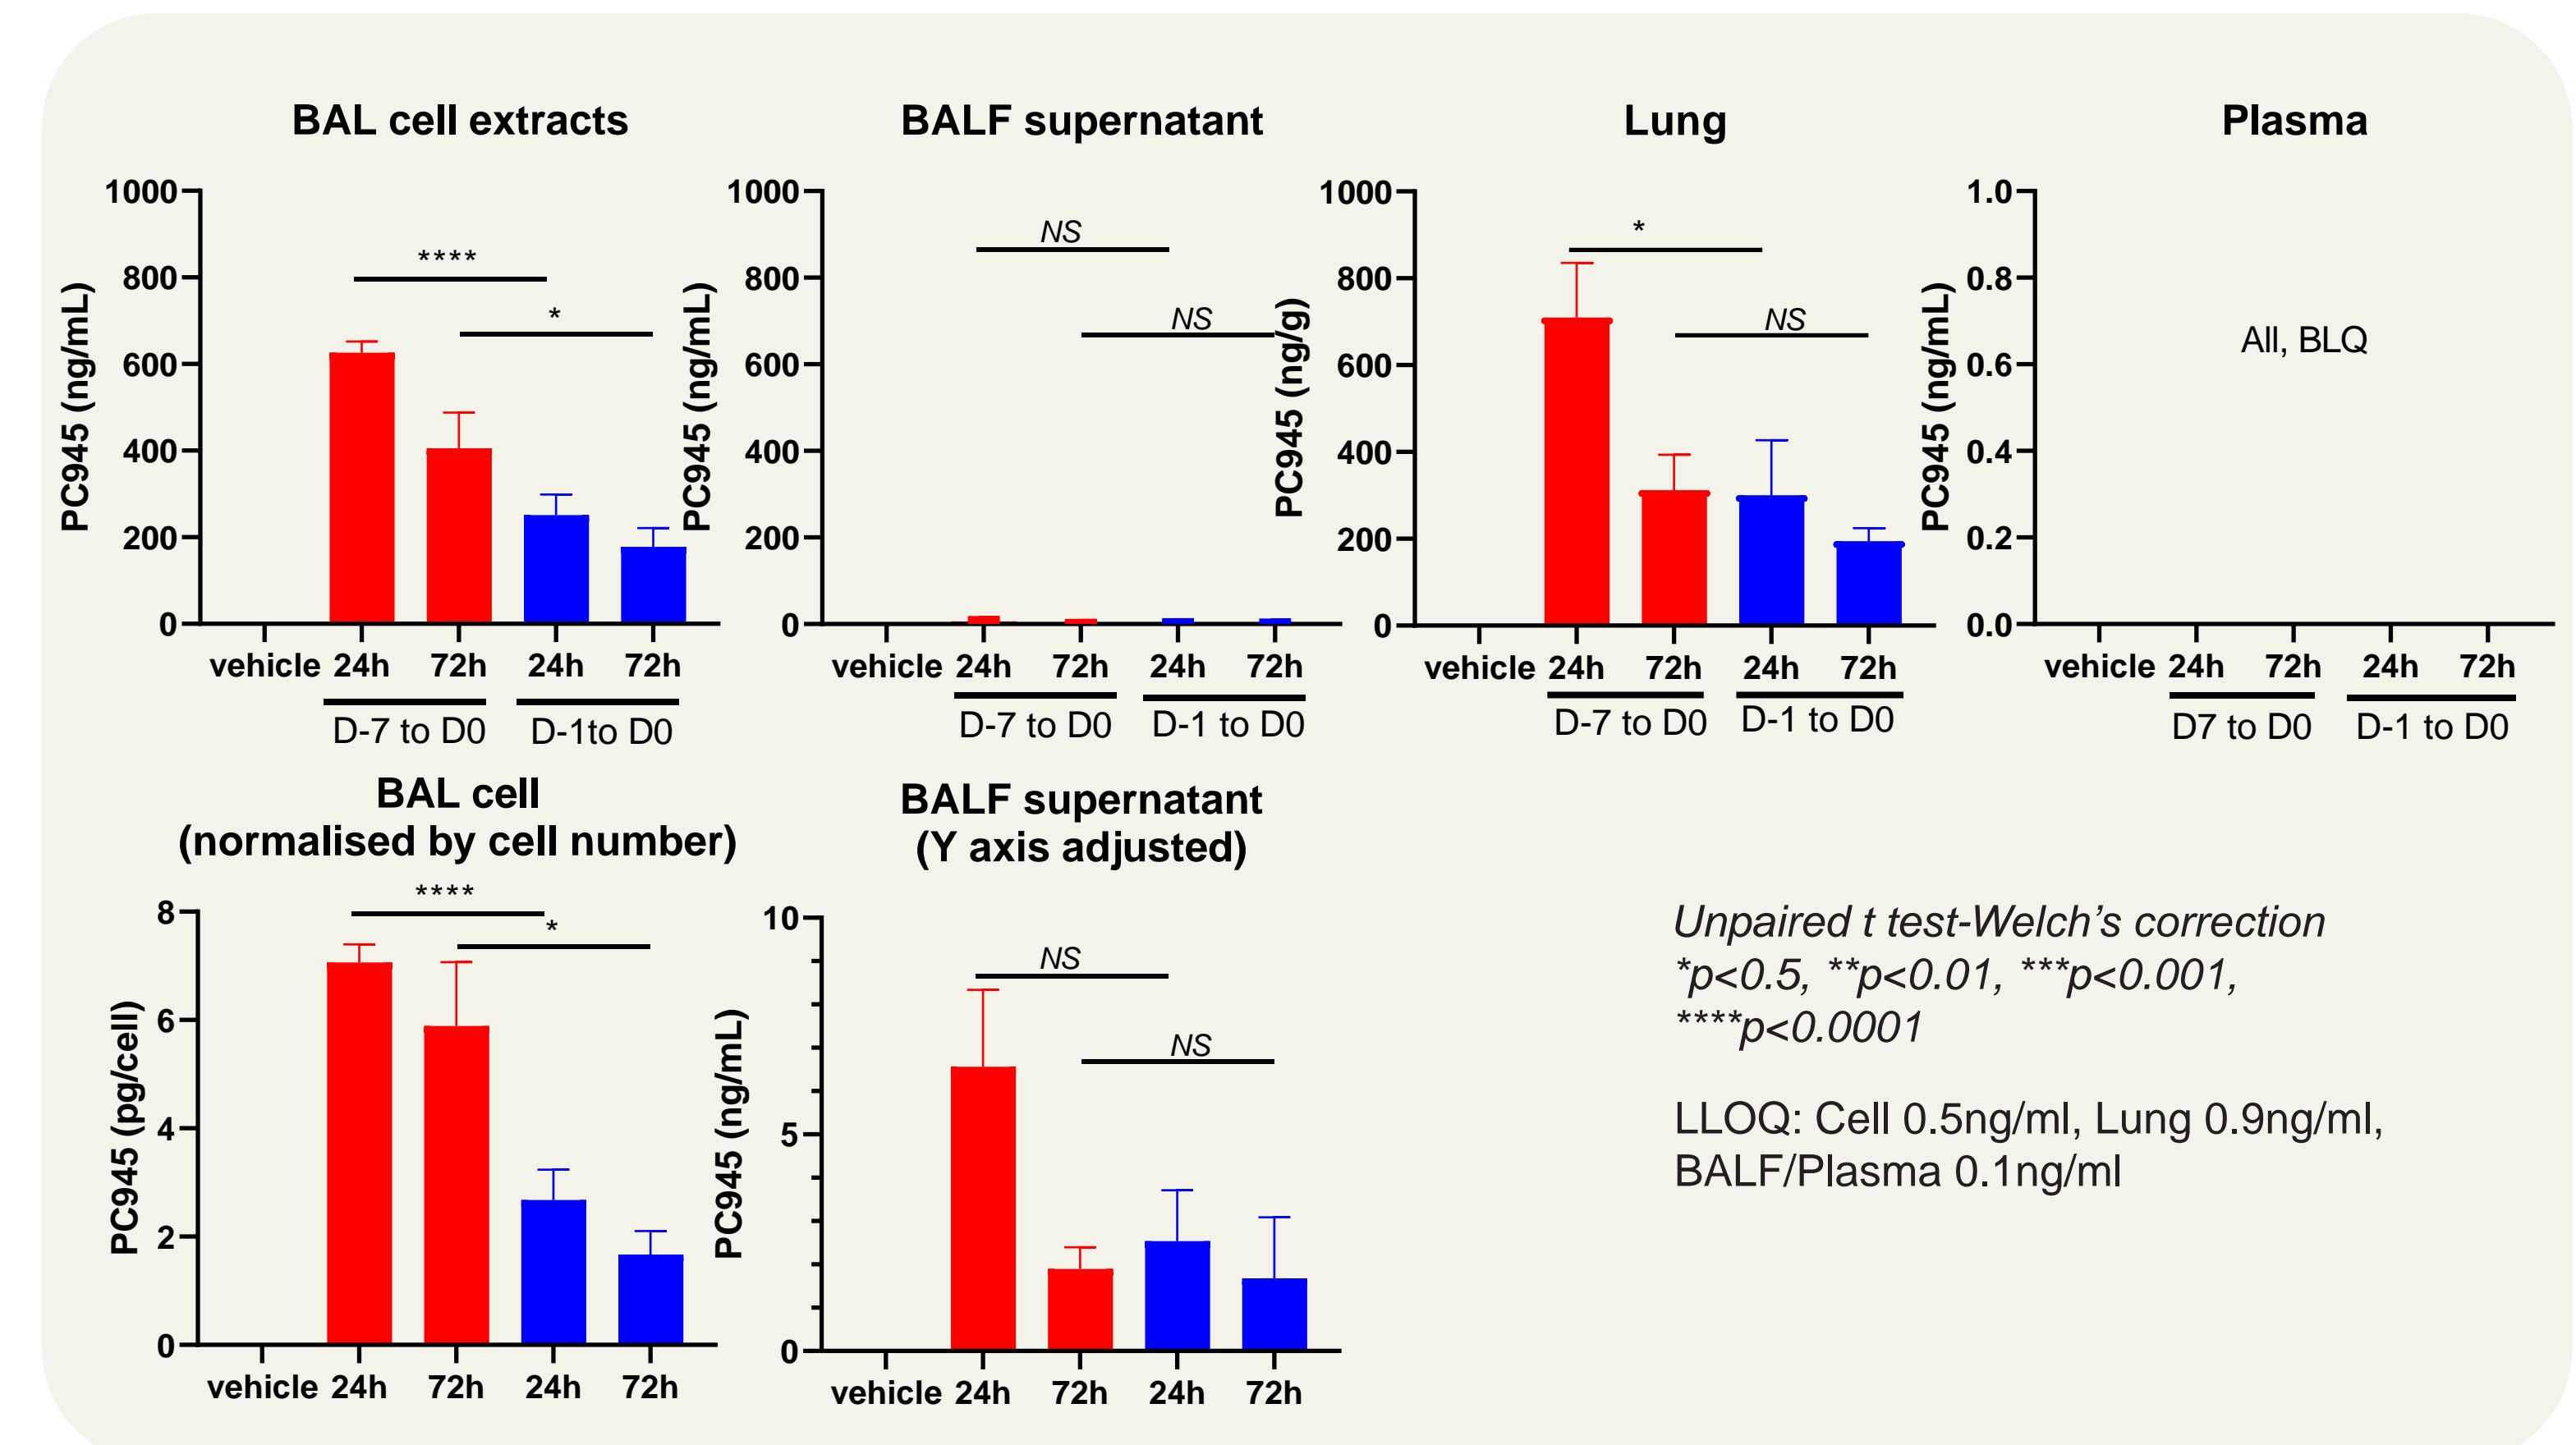 BAL cell extracts
PC945 (ng/mL)
1000
800
600
400
200
0
****
*
vehicle 24h 72h 24h 72h
D-7 to D0 D-1to D0
BALF supernatant
PC945 (ng/mL)
1000
800
600
400
200
0
NS
NS
vehicle 24h 72h 24h 72h
D-7 to D0 D-1 to D0
Lung
PC945 (ng/g)
1000
800
600
400
200
0
*
NS
vehicle 24h 72h 24h 72h
D-7 to D0 D-1 to D0
Plasma
PC945 (ng/mL)
1.0
0.8
0.6
0.4
0.2
0.0
All, BLQ
vehicle 24h 72h 24h 72h
D7 to D0 D-1 to D0
BAL cell
(normalised by cell number)
PC945 (pg/cell)
8
6
4
2
0
****
*
vehicle 24h 72h 24h 72h
BALF supernatant
(Y axis adjusted)
PC945 (ng/mL)
10
5
0
NS
NS
vehicle 24h 72h 24h 72h
Unpaired t test-Welch’s correction
*p<0.5, **p<0.01, ***p<0.001,
****p<0.0001
LLOQ: Cell 0.5ng/ml, Lung 0.9ng/ml,
BALF/Plasma 0.1ng/ml